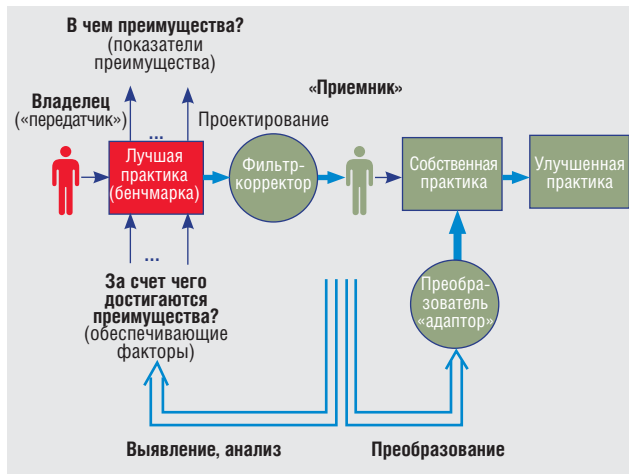 В чем преимущества?
(показатели
преимущества)
Владелец
(«передатчик»)
...
Проектирование
«Приемник»
Лучшая
практика
(бенчмарка)
Фильтр-
корректор
Собственная
практика
Улучшенная
практика
...
За счет чего
достигаются
преимущества?
(обеспечивающие
факторы)
Преобра-
зователь
«адаптор»
Выявление, анализ
Преобразование